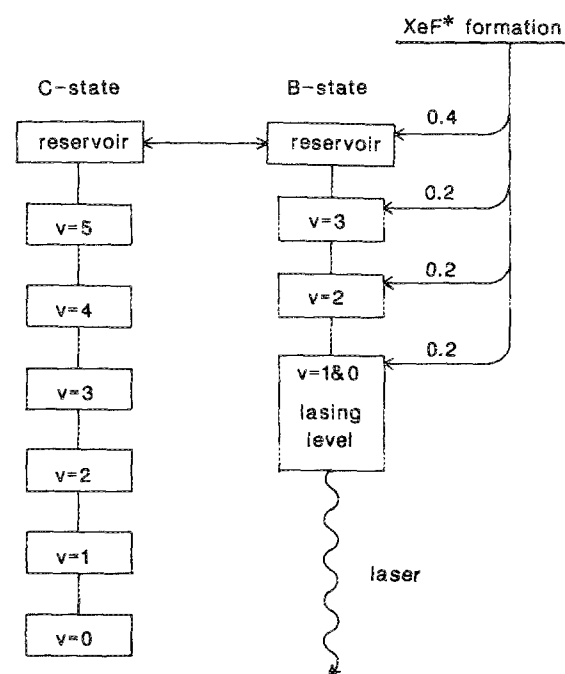 XeF* formation
C-state
B-state
0.4
reservoir
reservoir
0.2
v=5
v=3
0.2
v=4
v=2
0.2
v=3
v=1&0
lasing
level
v=2
v=1
laser
v=0